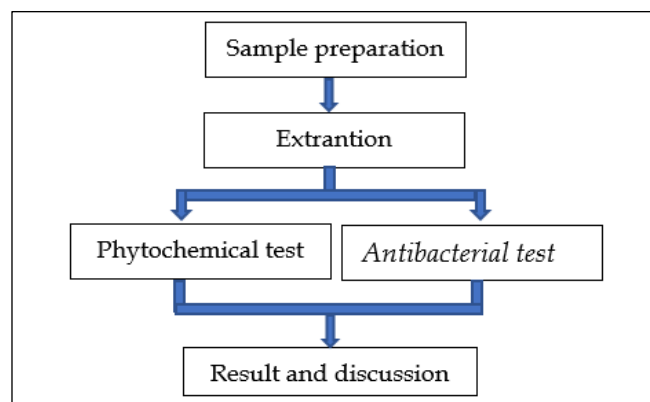 Sample preparation
Extrantion
Phytochemical test
Antibacterial test
Result and discussion